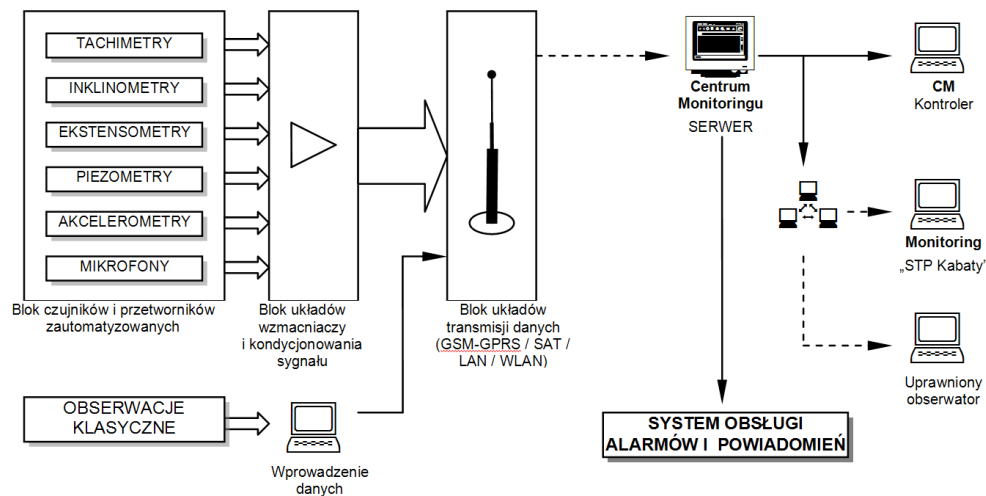 TACHIMETRY
INKLINOMETRY
EKSTENSOMETRY
PIEZOMETRY
AKCELEROMETRY
MIKROFONY
Blok czujników i przetworników
zautomatyzowanych
Blok układów
wzmacniaczy
i kondycjonowania
sygnału
Blok układów
transmisji danych
(GSM-GPRS / SAT /
LAN / WLAN)
Centrum
Monitoringu
SERWER
CM
Kontroler
Monitoring
„STP Kabaty’
Uprawniony
obserwator
OBSERWACJE
KLASYCZNE
Wprowadzenie
danych
SYSTEM OBSŁUGI
ALARMÓW I POWIADOMIEŃ